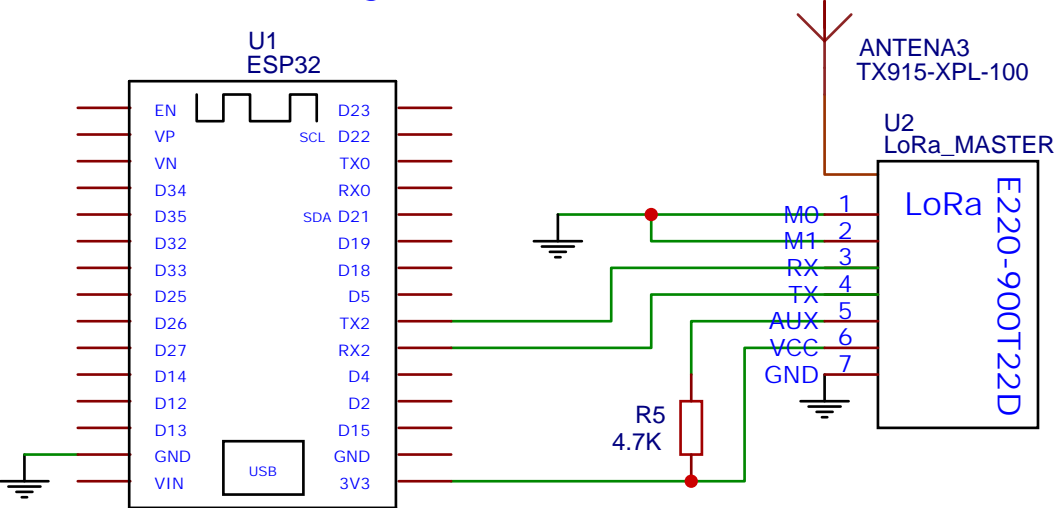 U1
ESP32
EN
VP
VN
D34
D35
D32
D33
D25
D26
D27
D14
D12
D13
GND
VIN
D23
SCL D22
TX0
RX0
SDA D21
D19
D18
D5
TX2
RX2
D4
D2
D15
GND
3V3
USB
ANTENA3
TX915-XPL-100
U2
LoRa_MASTER
LoRa
E220-900T22D
M0 1
M1 2
RX 3
TX 4
AUX 5
VCC 6
GND 7
R5
4.7K